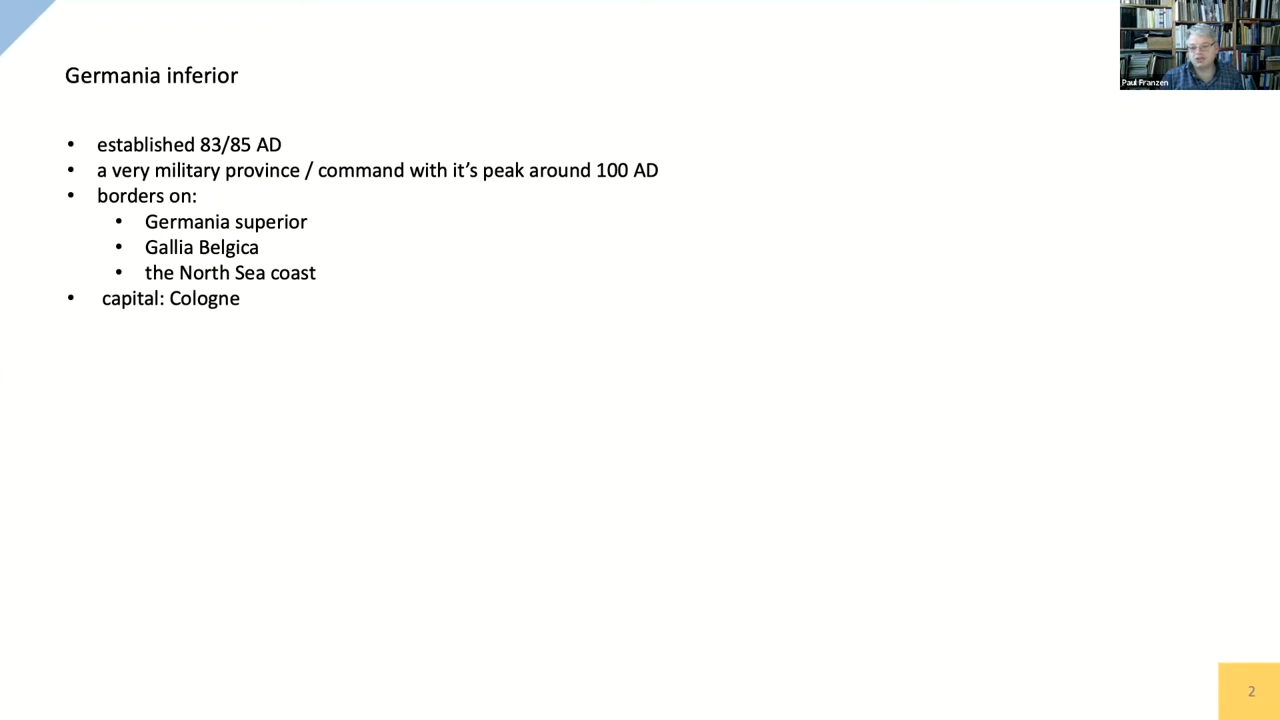 Germania inferior
• established 83/85 AD
• a very military province / command with it's peak around 100 AD
• borders on:
• Germania superior
• Gallia Belgica
• the North Sea coast
• capital: Cologne
Paul Franzen
2